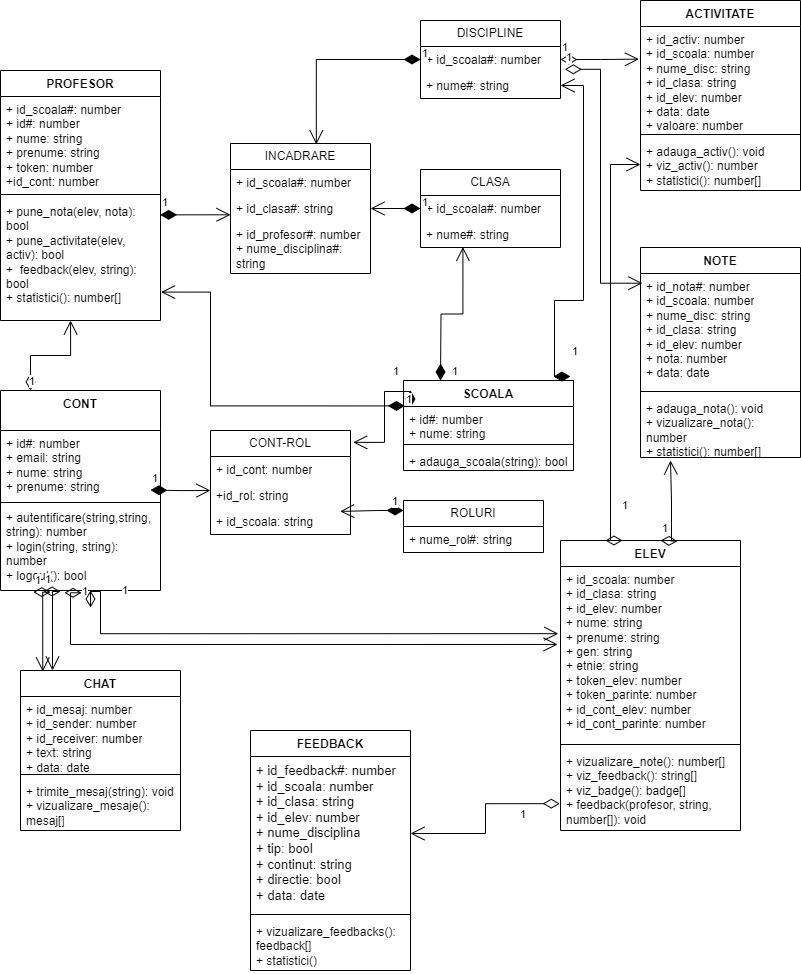 PROFESOR
+ id_scoala#: number
+ id#: number
+ nume: string
+ prenume: string
+ token: number
+id_cont: number
+ pune_nota(elev, nota):
bool
+ pune_activitate(elev,
activ): bool
+  feedback(elev, string):
bool
+ statistici(): number[]
1
1
DISCIPLINE
+ id_scoala#: number
+ nume#: string
1
1
1
ACTIVITATE
+ id_activ: number
+ id_scoala: number
+ nume_disc: string
+ id_clasa: string
+ id_elev: number
+ data: date
+ valoare: number
+ adauga_activ(): void
+ viz_activ(): number
+ statistici(): number[]
INCADRARE
+ id_scoala#: number
+ id_clasa#: string
+ id_profesor#: number
+ nume_disciplina#:
string
CLASA
+ id_scoala#: number
+ nume#: string
1
NOTE
+ id_nota#: number
+ id_scoala: number
+ nume_disc: string
+ id_clasa: string
+ id_elev: number
+ nota: number
+ data: date
+ adauga_nota(): void
+ vizualizare_nota():
number
+ statistici(): number[]
CONT
+ id#: number
+ email: string
+ nume: string
+ prenume: string
+ autentificare(string,string,
string): number
+ login(string, string):
number
+ logout(): bool
1
1
1
1
1
CONT-ROL
+ id_cont: number
+id_rol: string
+ id_scoala: string
SCOALA
+ id#: number
+ nume: string
+ adauga_scoala(string): bool
1
1
1
1
ROLURI
+ nume_rol#: string
1
ELEV
+ id_scoala: number
+ id_clasa: string
+ id_elev: number
+ nume: string
+ prenume: string
+ gen: string
+ etnie: string
+ token_elev: number
+ token_parinte: number
+ id_cont_elev: number
+ id_cont_parinte: number
+ vizualizare_note(): number[]
+ viz_feedback(): string[]
+ viz_badge(): badge[]
+ feedback(profesor, string,
number[]): void
1
1
1
CHAT
+ id_mesaj: number
+ id_sender: number
+ id_receiver: number
+ text: string
+ data: date
+ trimite_mesaj(string): void
+ vizualizare_mesaje():
mesaj[]
FEEDBACK
+ id_feedback#: number
+ id_scoala: number
+ id_clasa: string
+ id_elev: number
+ nume_disciplina
+ tip: bool
+ continut: string
+ directie: bool
+ data: date
+ vizualizare_feedbacks():
feedback[]
+ statistici()